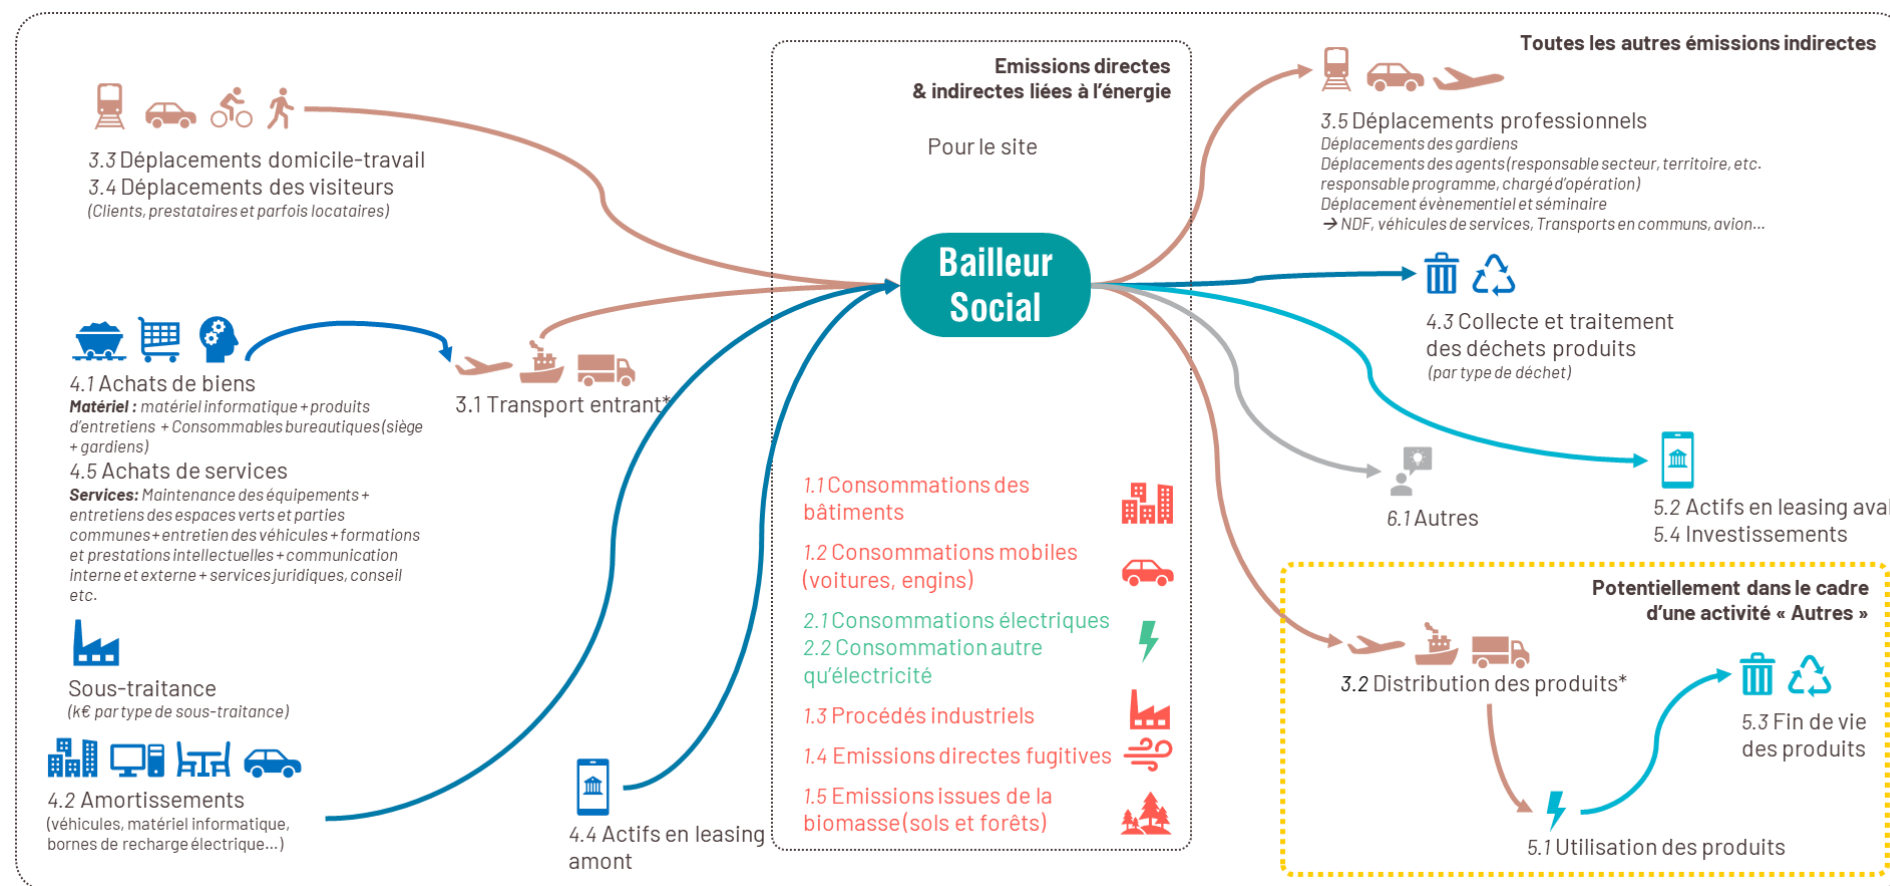 Toutes les autres émissions indirectes
Emissions directes
& indirectes liées à l'énergie
Pour le site
Bailleur
Social
3.3 Déplacements domicile-travail
3.4 Déplacements des visiteurs
(Clients, prestataires et parfois locataires)
4.1 Achats de biens
Matériel : matériel informatique + produits
d'entretiens + Consommables bureautiques (siège
+ gardiens)
4.5 Achats de services
Services: Maintenance des équipements +
entretiens des espaces verts et parties
communes + entretien des véhicules + formations
et prestations intellectuelles + communication
interne et externe + services juridiques, conseil
etc.
3.1 Transport entrant*
Sous-traitance
(k€ par type de sous-traitance)
4.2 Amortissements
(véhicules, matériel informatique,
bornes de recharge électrique...)
4.4 Actifs en leasing
amont
1.1 Consommations des
bâtiments
1.2 Consommations mobiles
(voitures, engins)
2.1 Consommations électriques
2.2 Consommation autre
qu'électricité
1.3 Procédés industriels
1.4 Emissions directes fugitives
1.5 Emissions issues de la
biomasse (sols et forêts)
3.5 Déplacements professionnels
Déplacements des gardiens
Déplacements des agents (responsable secteur, territoire, etc.
responsable programme, chargé d'opération)
Déplacement évènementiel et séminaire
→ NDF, véhicules de services, Transports en communs, avion...
4.3 Collecte et traitement
des déchets produits
(par type de déchet)
6.1 Autres
5.2 Actifs en leasing aval
5.4 Investissements
Potentiellement dans le cadre
d'une activité « Autres »
3.2 Distribution des produits*
5.3 Fin de vie
des produits
5.1 Utilisation des produits